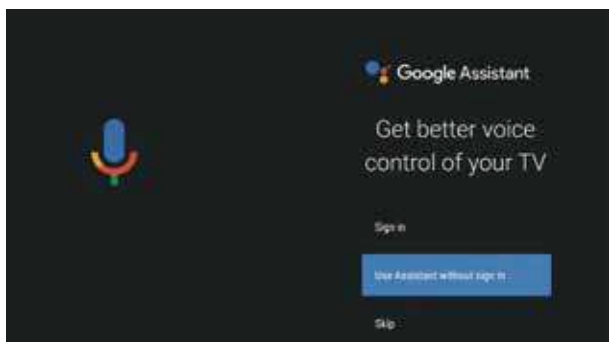 Google Assistant
Get better voice
control of your TV
Sign in
Use Assistant without sign in
Skip